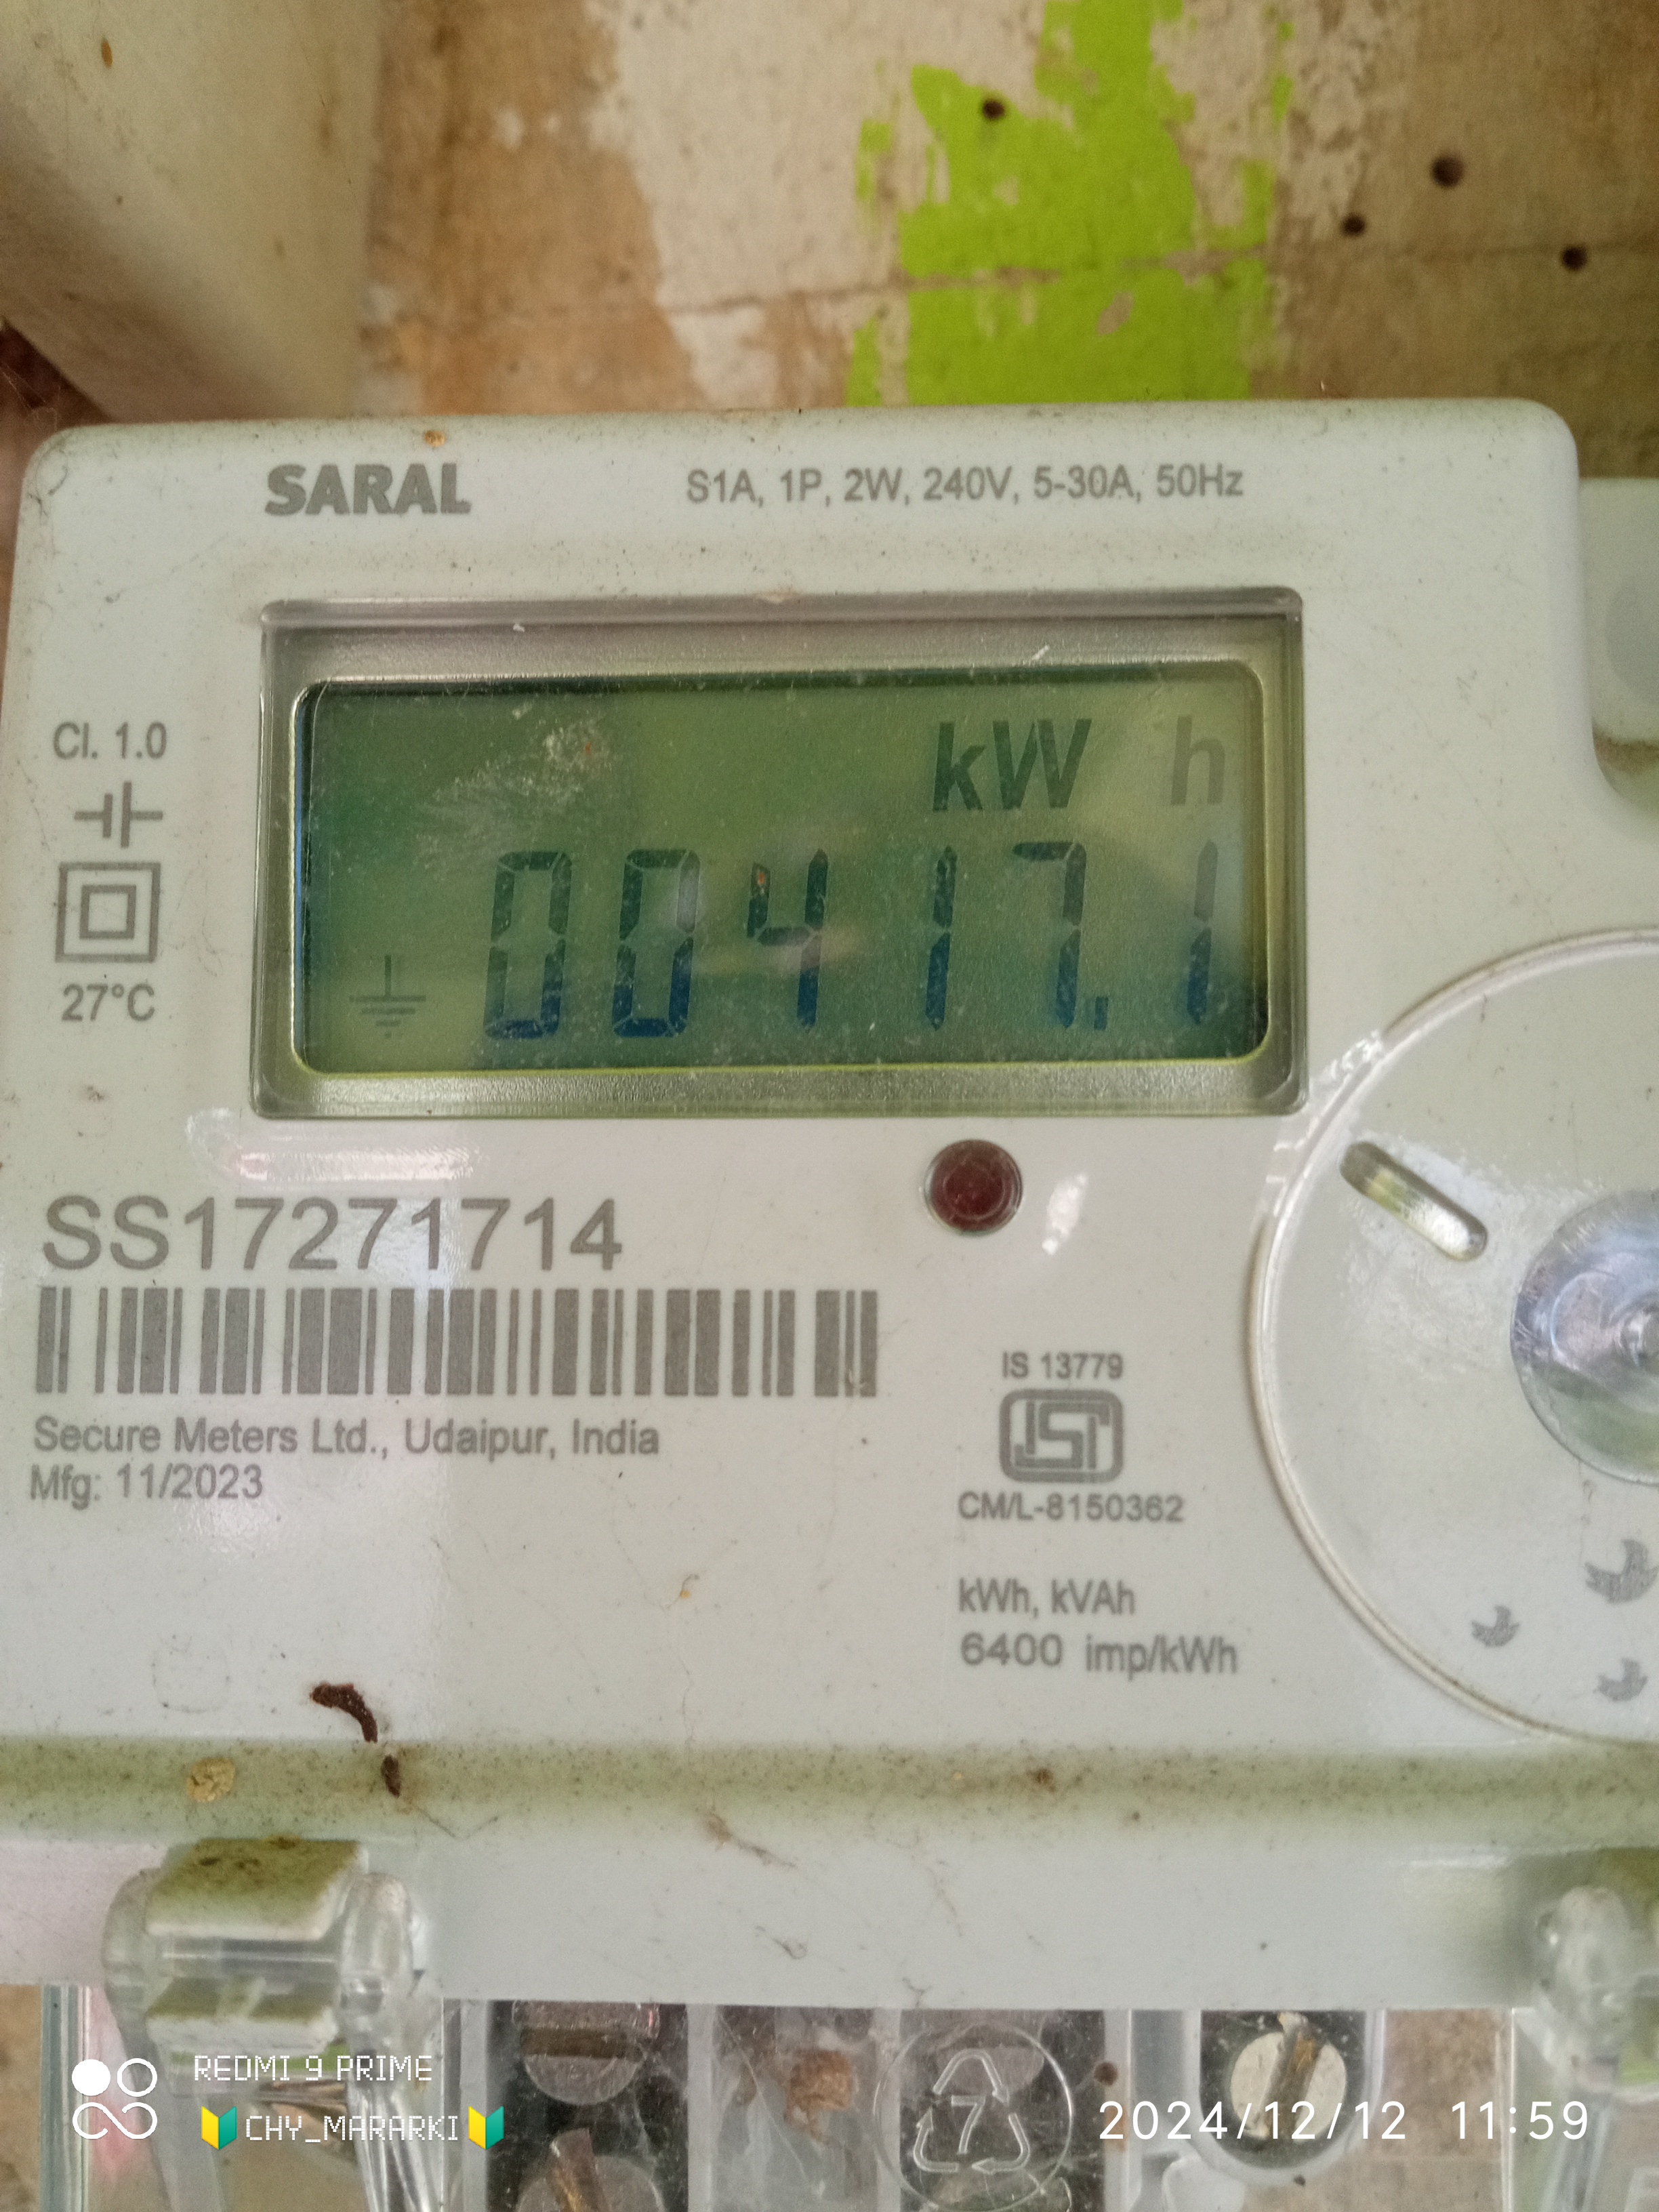 SARAL
S1A, 1P, 2W, 240V, 5-30A, 50Hz
Cl. 1.0
27°C
kW h
00417.1
SS17271714
Secure Meters Ltd., Udaipur, India
Mfg: 11/2023
IS 13779
ISI
CM/L-8150362
kWh, kVAh
6400 imp/kWh
7
REDMI 9 PRIME
🔰CHY_MARARKI🔰
2024/12/12 11:59